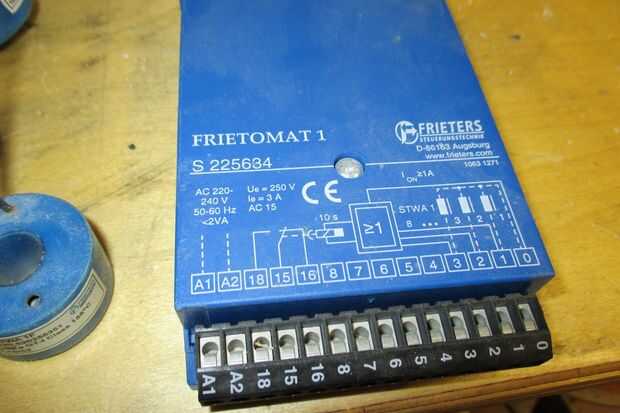 FRIETOMAT 1
S 225634
FRIETERS
STEUERUNGSTECHNIK
D-86163 Augsburg
www.frieters.com
1063 1271
AC 220-
240 V
50-60 Hz
<2VA
Ue = 250 V
Ie = 3 A
AC 15
CE
I ON ≥1A
10 s
≥1
STWA 1
8 ... 3 2 1
A1 A2 18 15 16 8 7 6 5 4 3 2 1 0
A1 A2 18 15 16 8 7 6 5 4 3 2 1 0